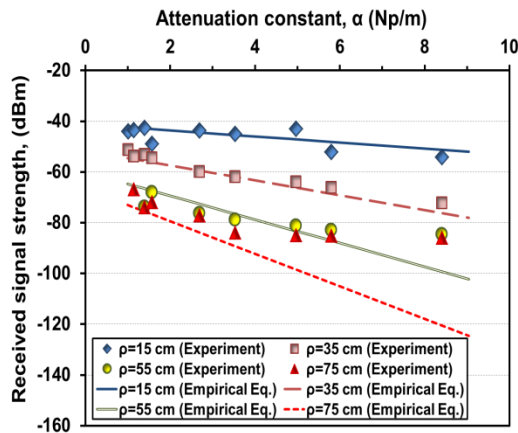 Attenuation constant, α (Np/m)
0 2 4 6 8 10
Received signal strength, (dBm)
-20
-40
-60
-80
-100
-120
-140
-160
ρ=15 cm (Experiment) ρ=35 cm (Experiment)
ρ=55 cm (Experiment) ρ=75 cm (Experiment)
ρ=15 cm (Empirical Eq.) ρ=35 cm (Empirical Eq.)
ρ=55 cm (Empirical Eq.) ρ=75 cm (Empirical Eq.)